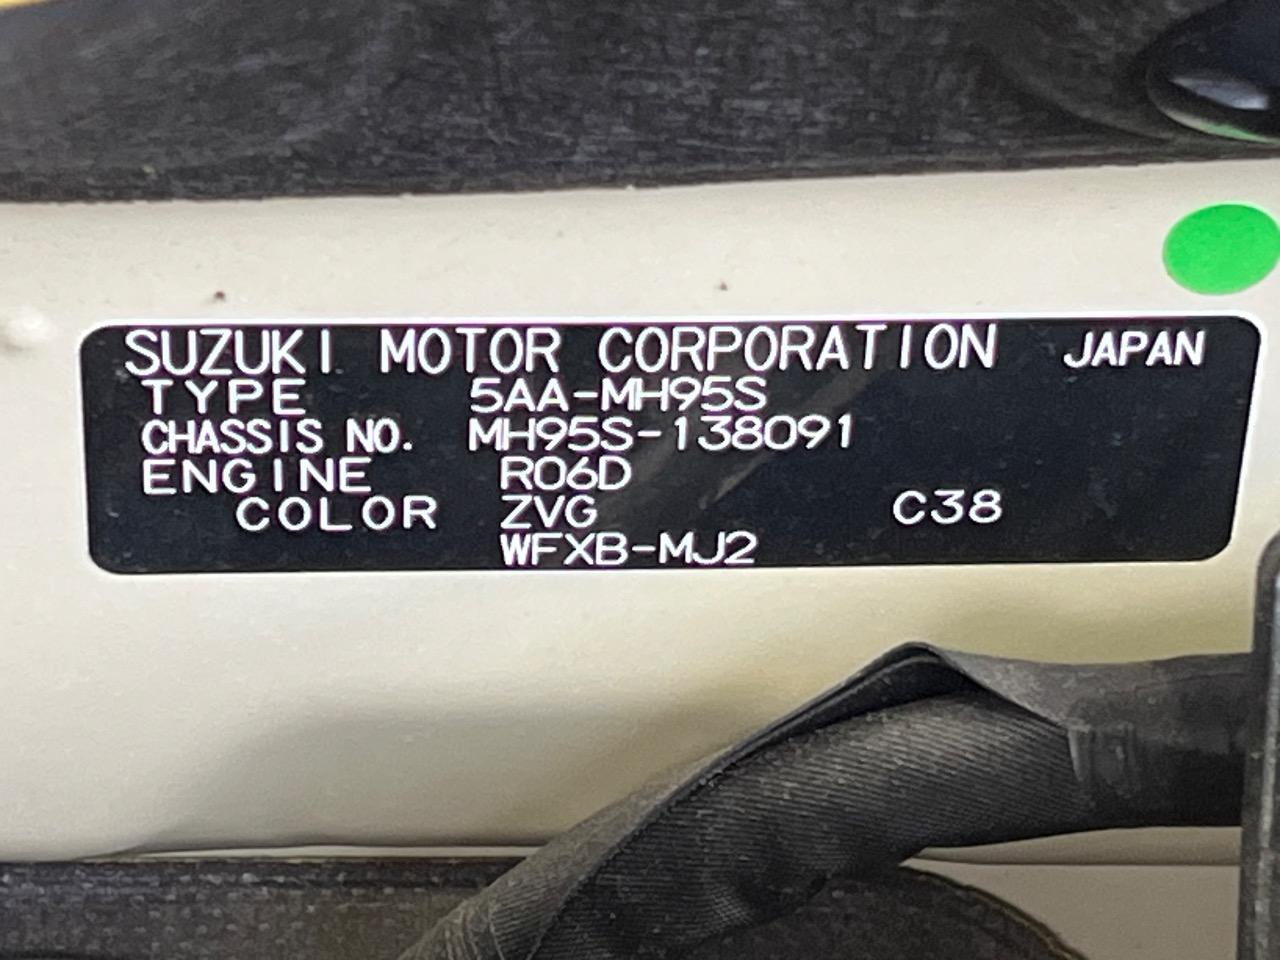 SUZUKI MOTOR CORPORATION JAPAN
TYPE 5AA-MH95S
CHASSIS NO. MH95S-138091
ENGINE R06D
COLOR ZVG C38
WFXB-MJ2